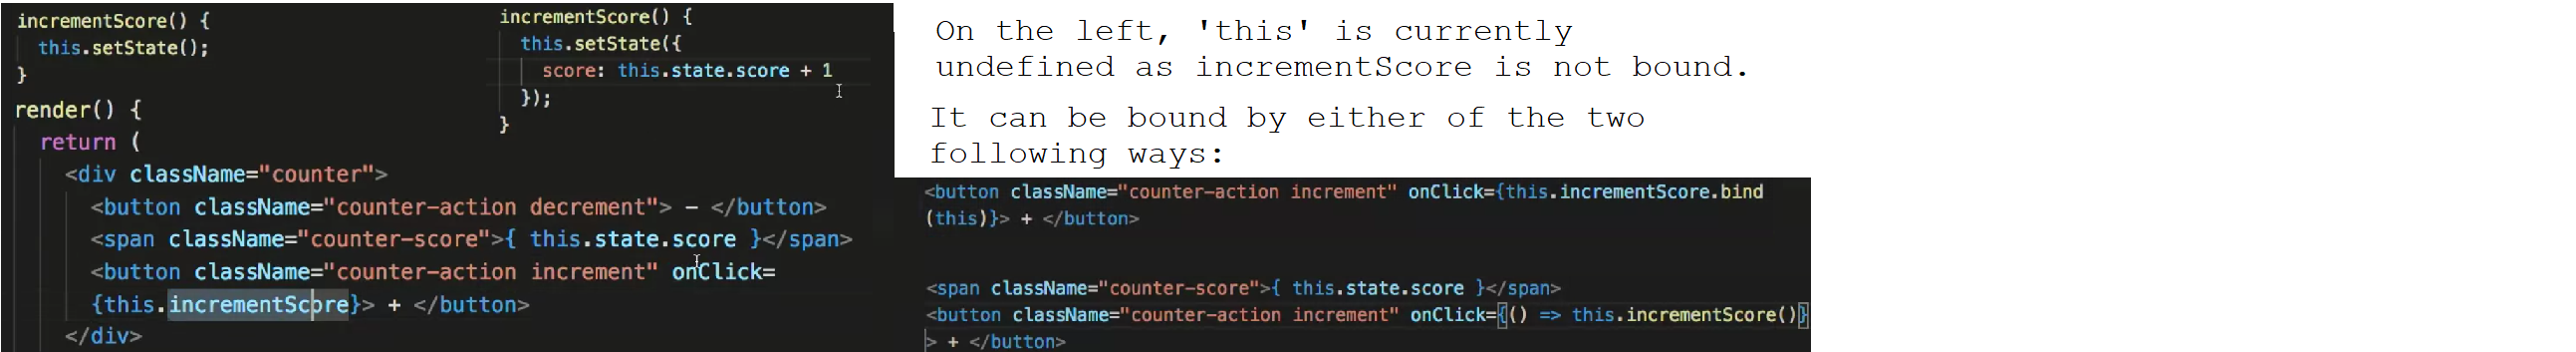 incrementScore() {
this.setState();
}
render() {
return (
<div className="counter">
<button className="counter-action decrement"> – </button>
<span className="counter-score">{ this.state.score }</span>
<button className="counter-action increment" onClick=
{this.incrementScore}> + </button>
</div>
incrementScore() {
this.setState({
score: this.state.score + 1
});
}
On the left, 'this' is currently
undefined as incrementScore is not bound.
It can be bound by either of the two
following ways:
<button className="counter-action increment" onClick={this.incrementScore.bind
(this)}> + </button>
<span className="counter-score">{ this.state.score }</span>
<button className="counter-action increment" onClick={() => this.incrementScore()}
> + </button>